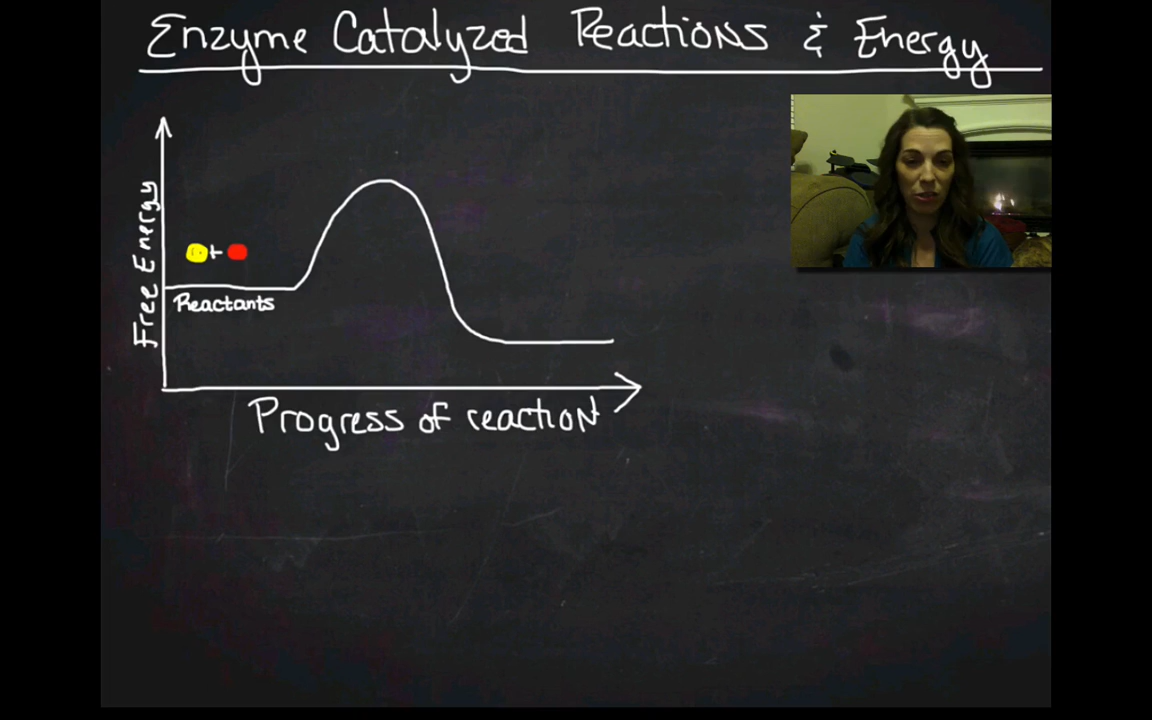 Enzyme Catalyzed Reactions & Energy
Free Energy
+
Reactants
Progress of reaction